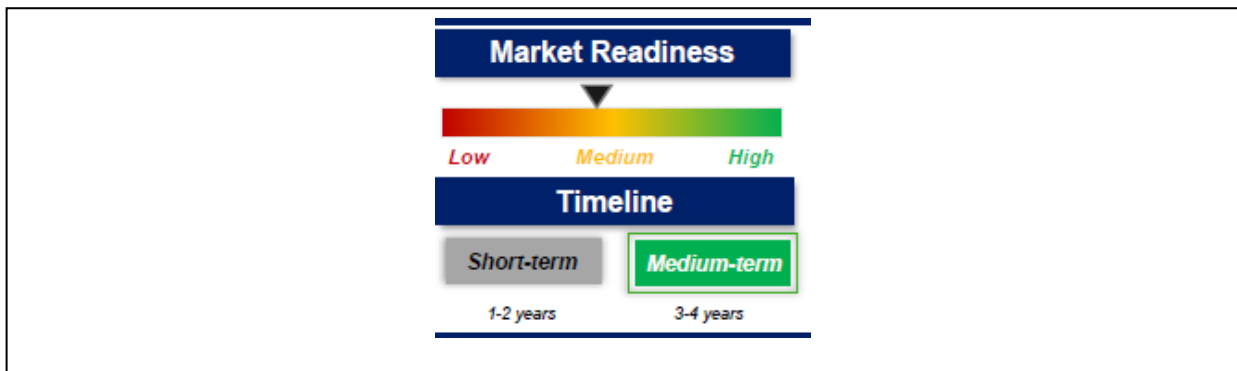 Market Readiness
Low Medium High
Timeline
Short-term Medium-term
1-2 years 3-4 years